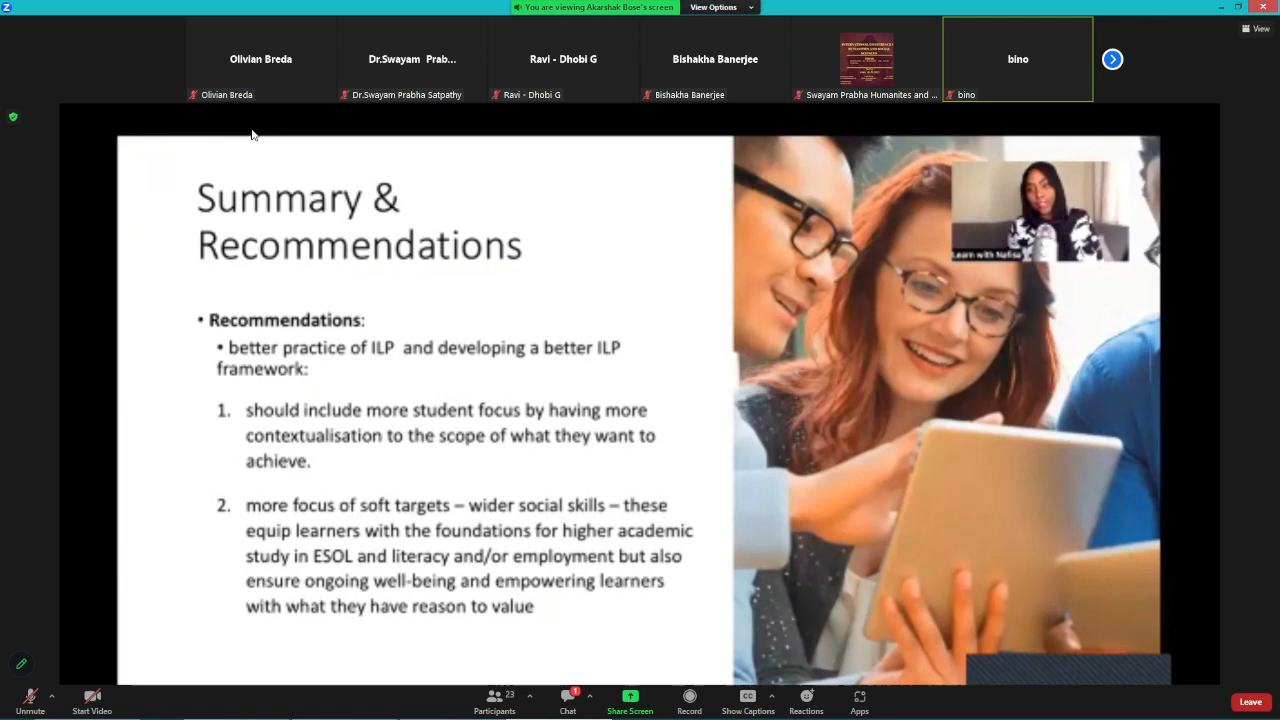 You are viewing Akarshak Bose's screen
View Options
View
Olivian Breda
Dr.Swayam Prab...
Ravi - Dhobi G
Bishakha Banerjee
bino
Olivian Breda
Dr.Swayam Prabha Satpathy
Ravi - Dhobi G
Bishakha Banerjee
Swayam Prabha Humanites and ...
bino
Summary &
Recommendations
Learn with Nafisa
• Recommendations:
• better practice of ILP and developing a better ILP
framework:
1. should include more student focus by having more
contextualisation to the scope of what they want to
achieve.
2. more focus of soft targets – wider social skills – these
equip learners with the foundations for higher academic
study in ESOL and literacy and/or employment but also
ensure ongoing well-being and empowering learners
with what they have reason to value
Unmute
Start Video
23
Participants
1
Chat
Share Screen
Record
CC
Show Captions
Reactions
Apps
Leave